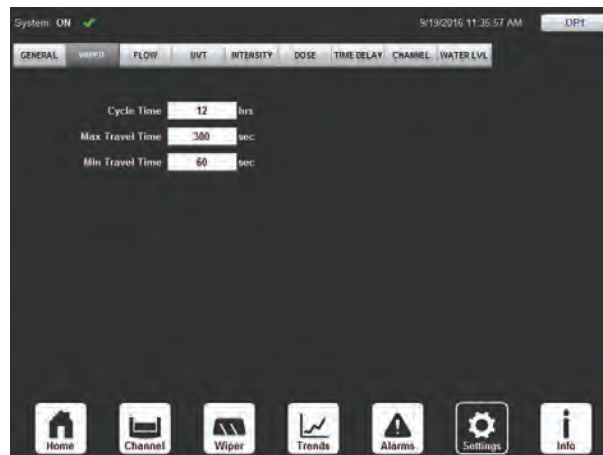 System: ON 9/19/2016 11:35:57 AM OP1
GENERAL WIPER FLOW UVT INTENSITY DOSE TIME DELAY CHANNEL WATER LVL
Cycle Time 12 hrs
Max Travel Time 300 sec
Min Travel Time 60 sec
Home Channel Wiper Trends Alarms Settings Info